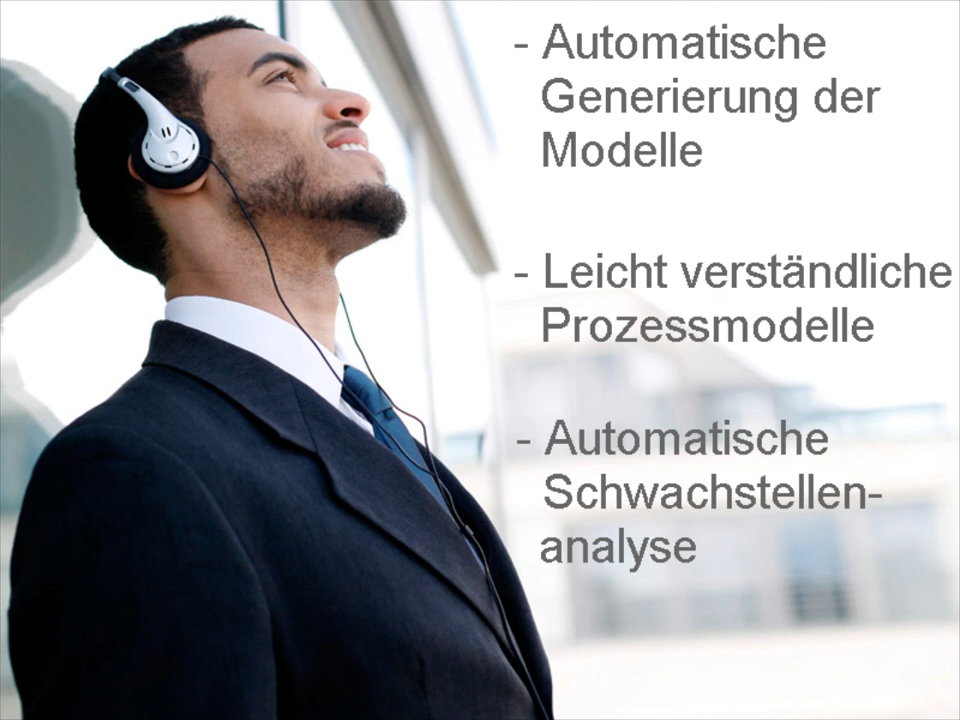 - Automatische
Generierung der
Modelle
- Leicht verständliche
Prozessmodelle
- Automatische
Schwachstellen-
analyse